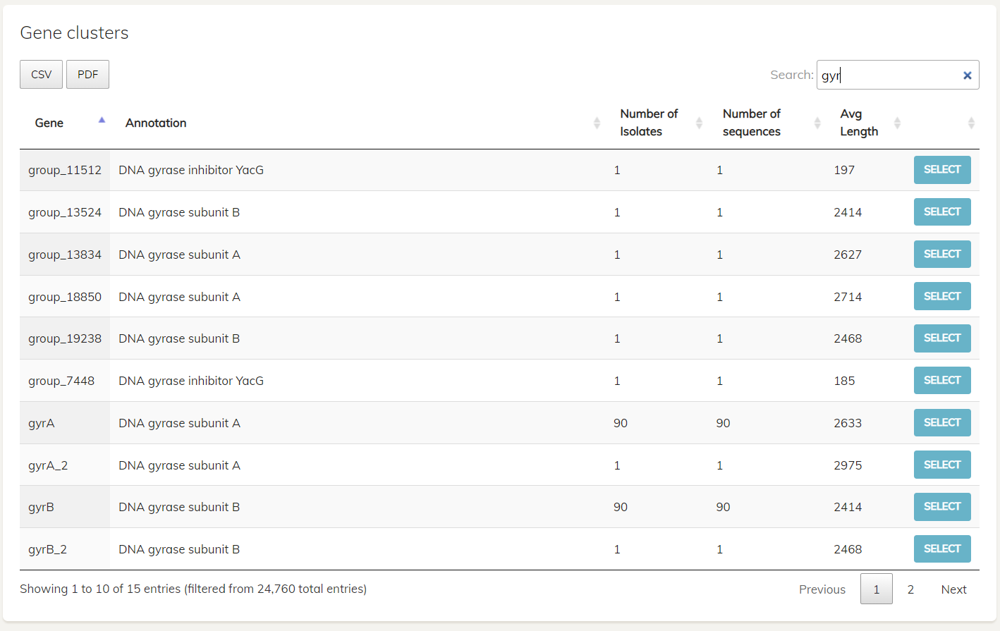 Gene clusters
CSV PDF Search: gyr
Gene Annotation Number of Isolates Number of sequences Avg Length
group_11512 DNA gyrase inhibitor YacG 1 1 197 SELECT
group_13524 DNA gyrase subunit B 1 1 2414 SELECT
group_13834 DNA gyrase subunit A 1 1 2627 SELECT
group_18850 DNA gyrase subunit A 1 1 2714 SELECT
group_19238 DNA gyrase subunit B 1 1 2468 SELECT
group_7448 DNA gyrase inhibitor YacG 1 1 185 SELECT
gyrA DNA gyrase subunit A 90 90 2633 SELECT
gyrA_2 DNA gyrase subunit A 1 1 2975 SELECT
gyrB DNA gyrase subunit B 90 90 2414 SELECT
gyrB_2 DNA gyrase subunit B 1 1 2468 SELECT
Showing 1 to 10 of 15 entries (filtered from 24,760 total entries) Previous 1 2 Next